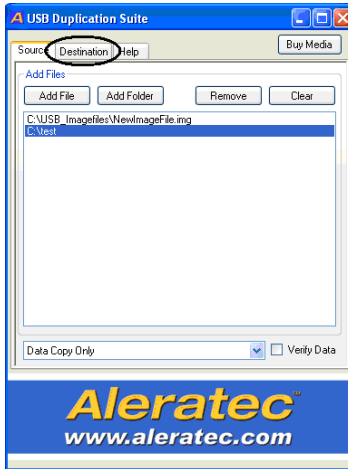 USB Duplication Suite
Source Destination Help Buy Media
Add Files
Add File Add Folder Remove Clear
C:\USB_Imagefiles\NewImageFile.img
C:\test
Data Copy Only Verify Data
Aleratec™
www.aleratec.com